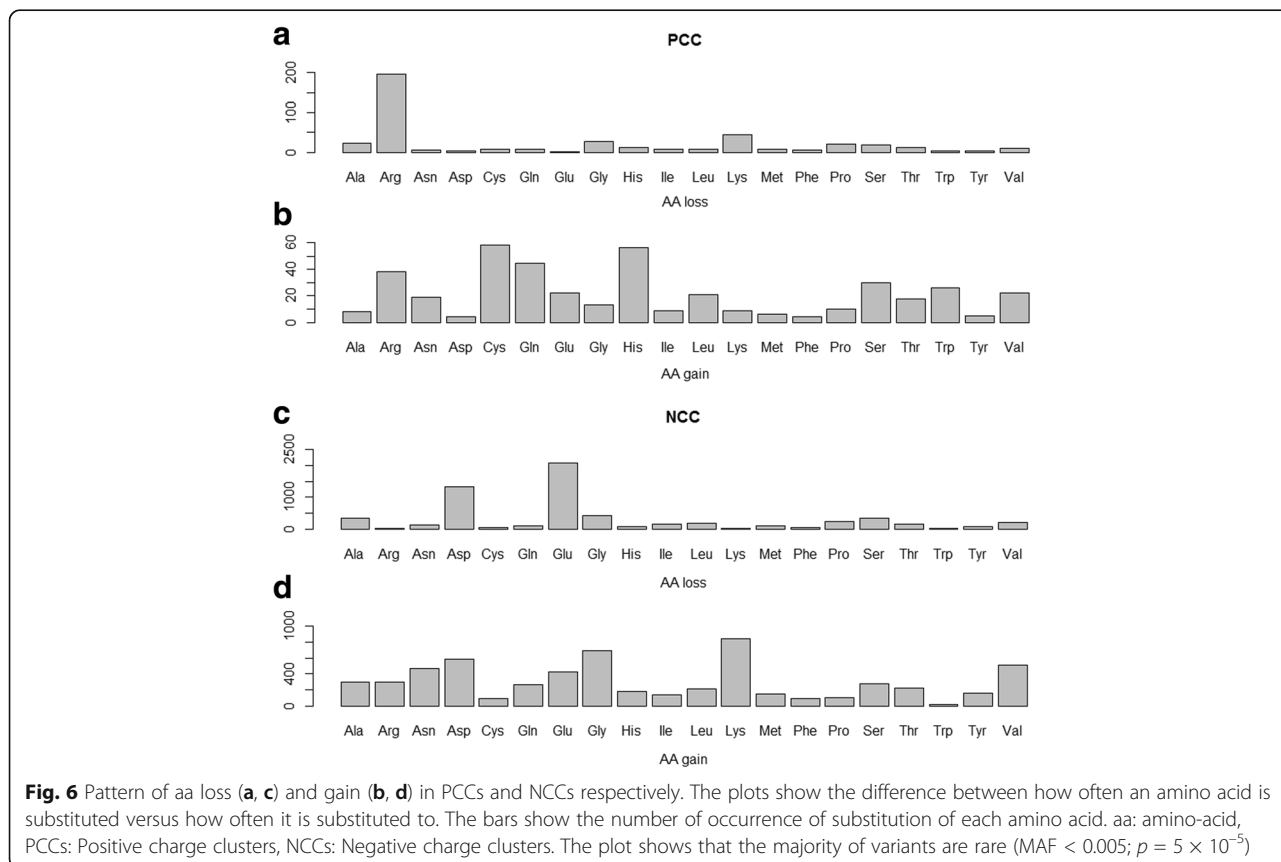 a
PCC
200
100
0
Ala Arg Asn Asp Cys Gln Glu Gly His Ile Leu Lys Met Phe Pro Ser Thr Trp Tyr Val
AA loss
b
60
40
20
0
Ala Arg Asn Asp Cys Gln Glu Gly His Ile Leu Lys Met Phe Pro Ser Thr Trp Tyr Val
AA gain
c
NCC
2500
1000
0
Ala Arg Asn Asp Cys Gln Glu Gly His Ile Leu Lys Met Phe Pro Ser Thr Trp Tyr Val
AA loss
d
1000
400
0
Ala Arg Asn Asp Cys Gln Glu Gly His Ile Leu Lys Met Phe Pro Ser Thr Trp Tyr Val
AA gain
Fig. 6 Pattern of aa loss (a, c) and gain (b, d) in PCCs and NCCs respectively. The plots show the difference between how often an amino acid is
substituted versus how often it is substituted to. The bars show the number of occurrence of substitution of each amino acid. aa: amino-acid,
PCCs: Positive charge clusters, NCCs: Negative charge clusters. The plot shows that the majority of variants are rare (MAF < 0.005; p = 5 × 10⁻⁵)